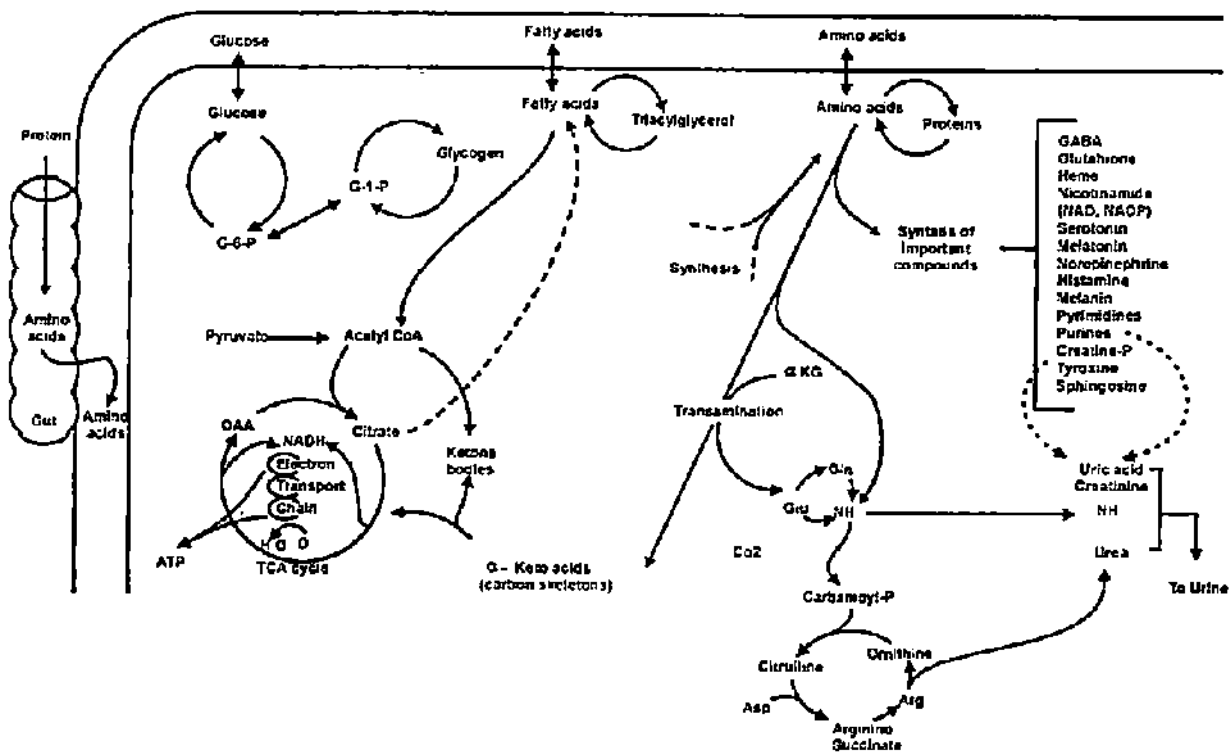 Glucose
Fatty acids
Amino acids
Protein
Glucose
Fatty acids
Triacylglycerol
Amino acids
Proteins
Glycogen
G-1-P
G-6-P
GABA
Glutathione
Heme
Nicotinamide
(NAD, NADP)
Serotonin
Melatonin
Norepinephrine
Histamine
Melanin
Pyrimidines
Purines
Creatine-P
Tyroxine
Sphingosine
Syntasis of
Important
compounds
Synthesis
Amino
acids
Gut
Amino
acids
Pyruvate
Acetyl CoA
α KG
Transamination
OAA
Citrate
NADH
Electron
Transport
Chain
H O O
TCA cycle
ATP
Ketone
bodies
α - Keto acids
(carbon skeletons)
Gln
Glu
NH
Co2
Uric acid
Creatinine
NH
Urea
To Urine
Carbamoyl-P
Citrulline
Ornithine
Asp
Arg
Arginino
Succinate